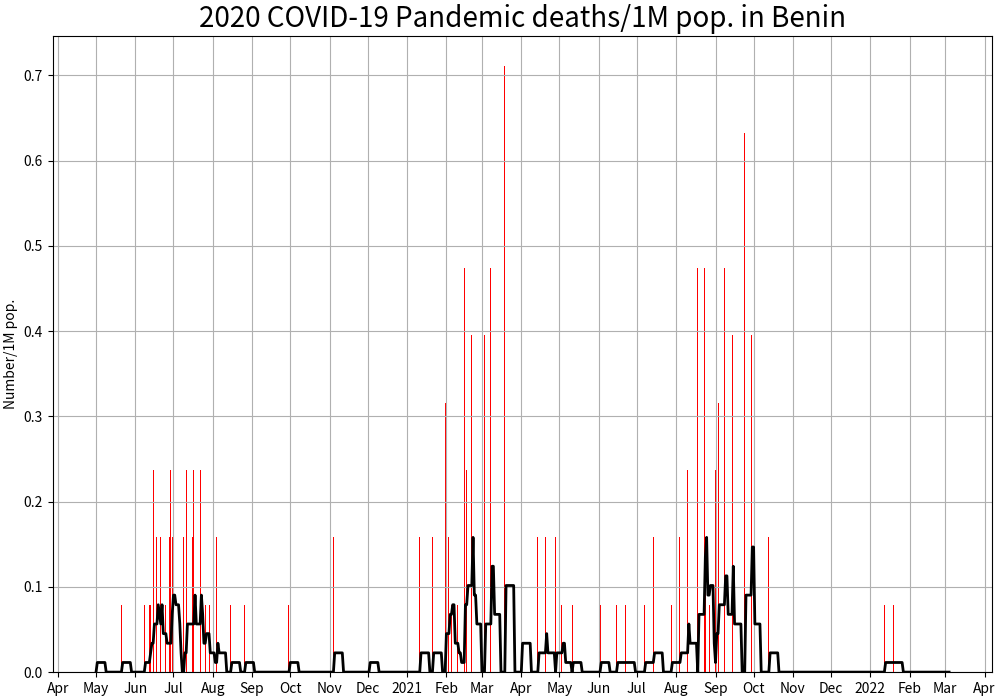 2020 COVID-19 Pandemic deaths/1M pop. in Benin
Number/1M pop.
0.7
0.6
0.5
0.4
0.3
0.2
0.1
0.0
Apr May Jun Jul Aug Sep Oct Nov Dec 2021 Feb Mar Apr May Jun Jul Aug Sep Oct Nov Dec 2022 Feb Mar Apr